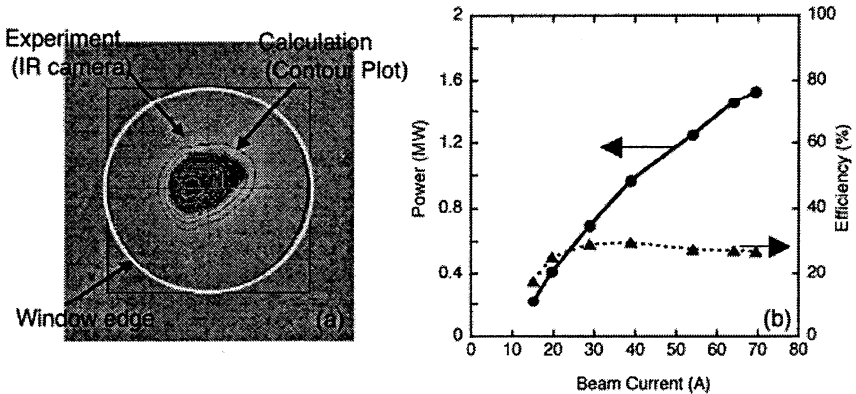 Experiment
(IR camera)
Calculation
(Contour Plot)
Window edge
(a)
2
1.6
1.2
0.8
0.4
0
Power (MW)
100
80
60
40
20
0
Efficiency (%)
(b)
0 10 20 30 40 50 60 70 80
Beam Current (A)